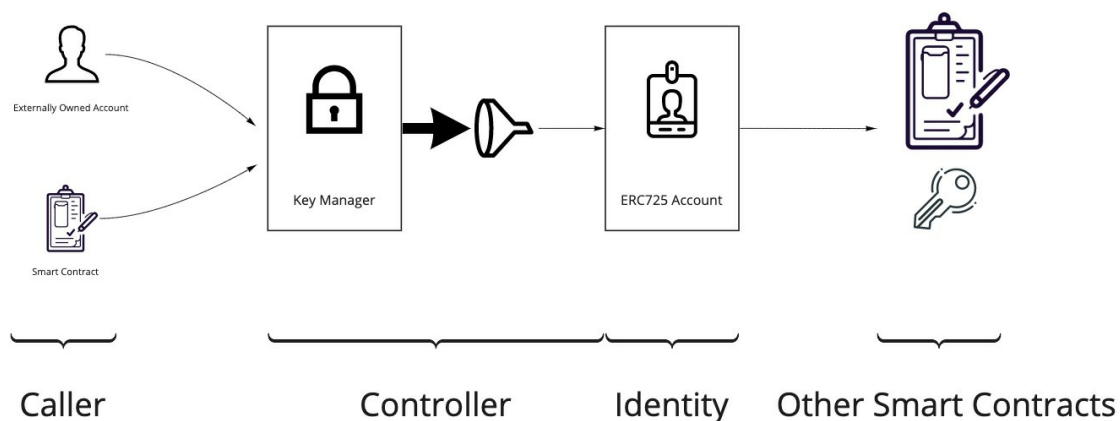 Externally Owned Account
Smart Contract
Key Manager
ERC725 Account
Caller
Controller
Identity
Other Smart Contracts